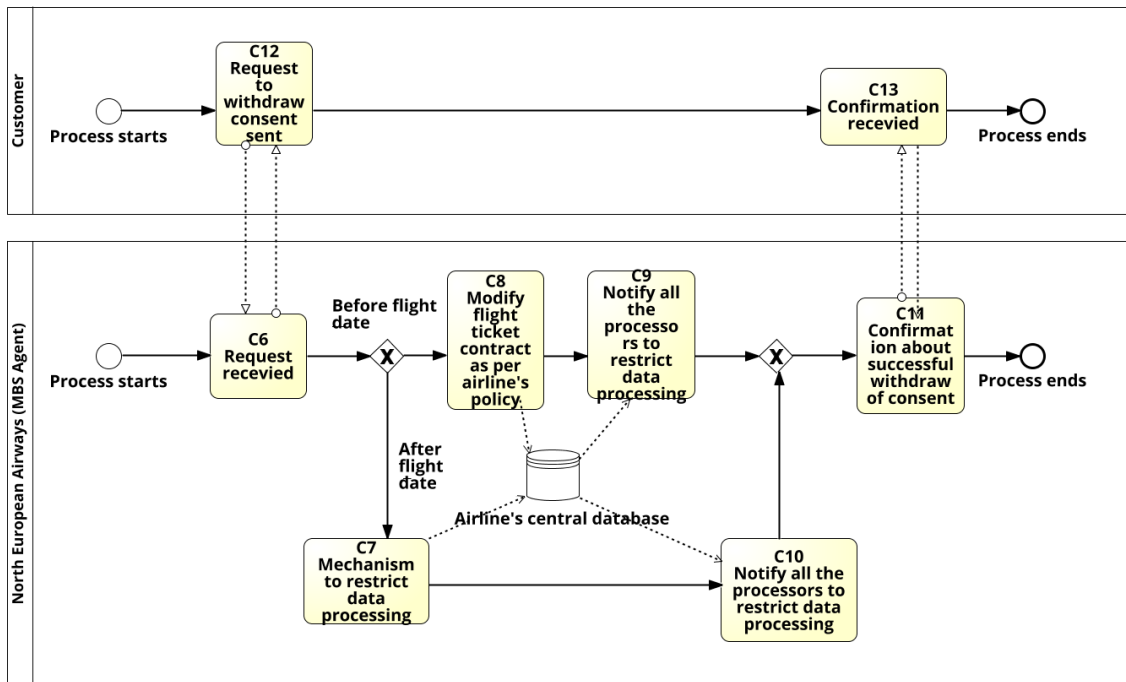 Customer
Process starts
C12
Request
to
withdraw
consent
sent
C13
Confirmation
recevied
Process ends
North European Airways (MBS Agent)
Process starts
C6
Request
recevied
Before flight
date
X
After
flight
date
C8
Modify
flight
ticket
contract
as per
airline's
policy
C9
Notify all
the
processo
rs to
restrict
data
processing
X
C11
Confirmat
ion about
successful
withdraw
of consent
Process ends
Airline's central database
C7
Mechanism
to restrict
data
processing
C10
Notify all the
processors to
restrict data
processing